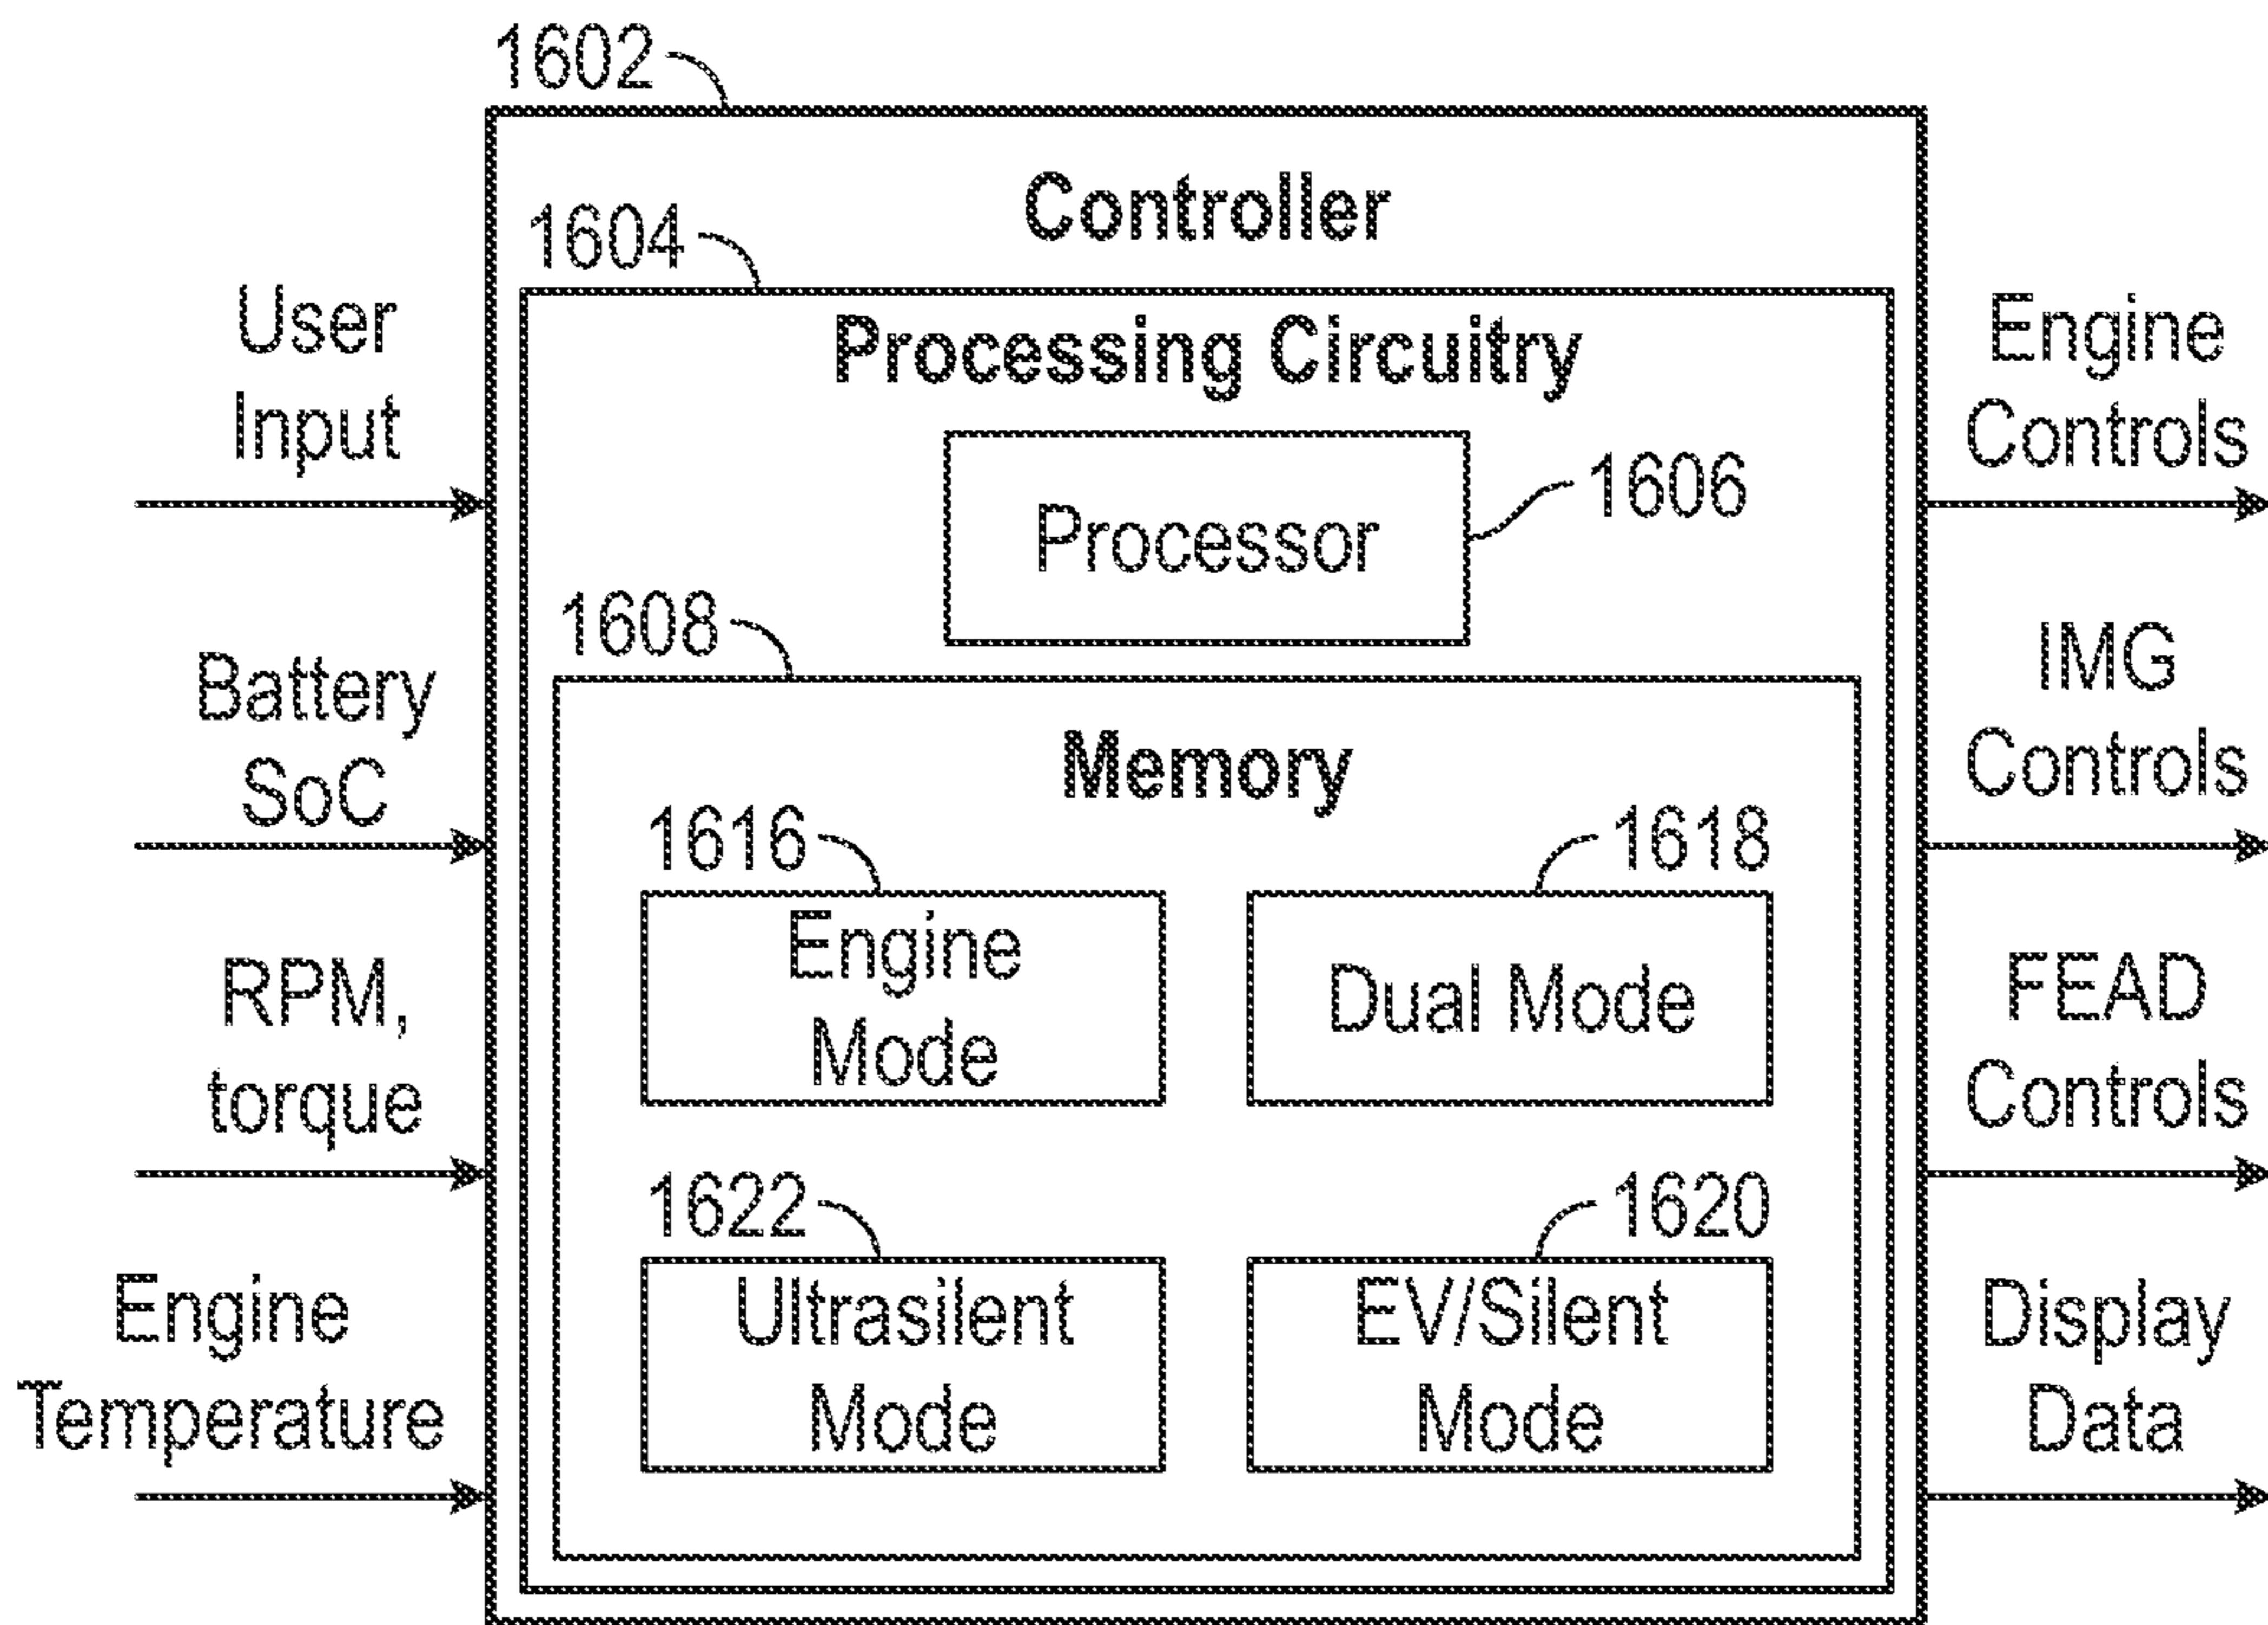 1602
Controller
1604
Processing Circuitry
User
Input
Engine
Controls
Processor
1606
1608
Battery
SoC
IMG
Controls
Memory
1616
1618
Engine
Mode
Dual Mode
RPM,
torque
FEAD
Controls
1622
1620
Ultrasilent
Mode
EV/Silent
Mode
Engine
Temperature
Display
Data